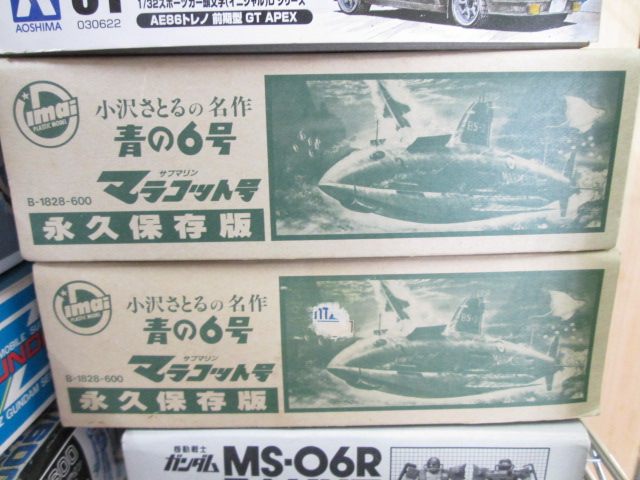 AOSHIMA
030622
1/32スポーツカー頭文字(イニシャル)Dシリーズ
AE86トレノ 前期型 GT APEX
imai
PLASTIC MODEL
小沢さとるの名作
青の6号
サブマリン
マラコット号
B-1828-600
永久保存版
imai
PLASTIC MODEL
小沢さとるの名作
青の6号
サブマリン
マラコット号
B-1828-600
永久保存版
MOBILE SU
UNDA
Z GUNDAM S
機動戦士
ガンダム
MS-06R